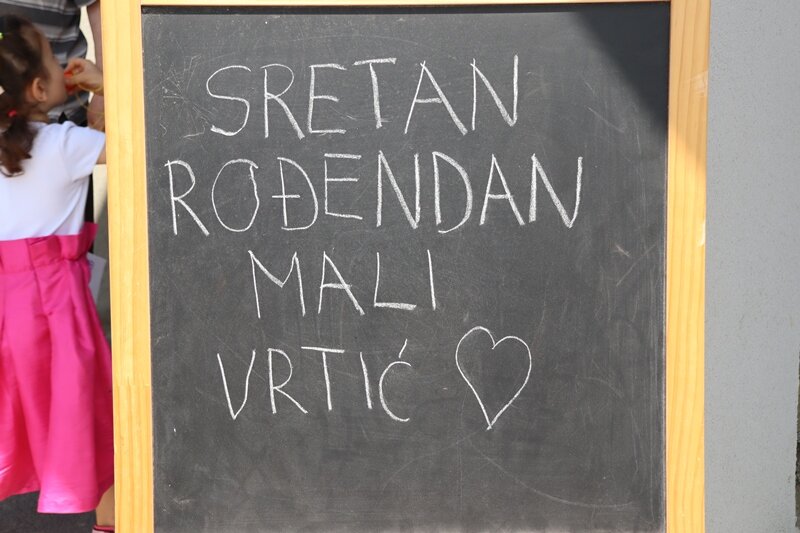 SRETAN
ROĐENDAN
MALI
VRTIĆ ♡